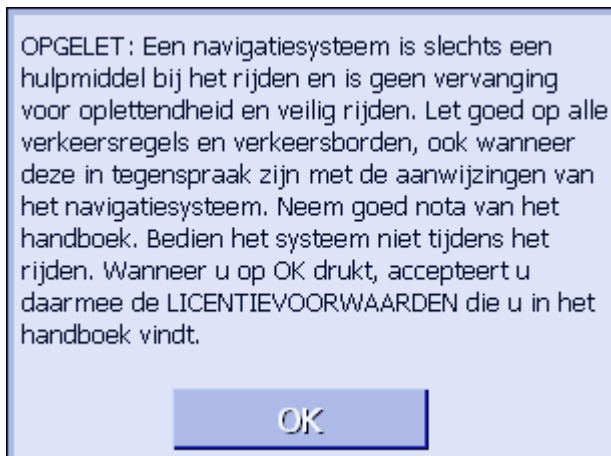 OPGELET: Een navigatiesysteem is slechts een
hulpmiddel bij het rijden en is geen vervanging
voor oplettendheid en veilig rijden. Let goed op alle
verkeersregels en verkeersborden, ook wanneer
deze in tegenspraak zijn met de aanwijzingen van
het navigatiesysteem. Neem goed nota van het
handboek. Bedien het systeem niet tijdens het
rijden. Wanneer u op OK drukt, accepteert u
daarmee de LICENTIEVOORWAARDEN die u in het
handboek vindt.
OK